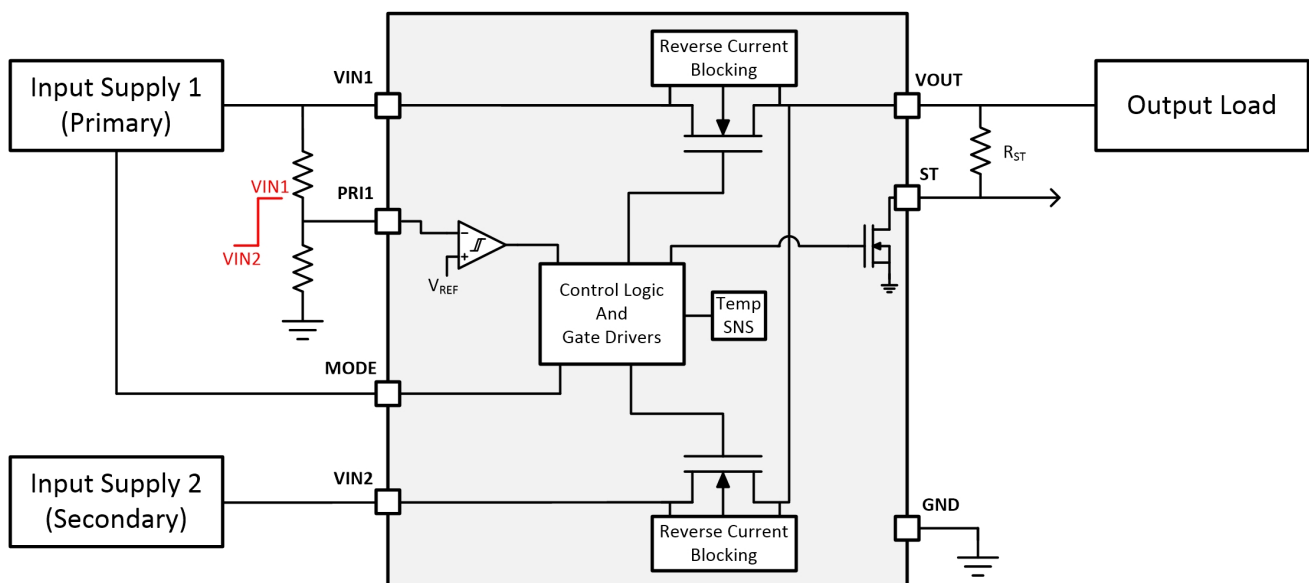 Input Supply 1
(Primary)
VIN1
Reverse Current
Blocking
VOUT
Output Load
RST
ST
VIN1
PRI1
VIN2
VREF
Control Logic
And
Gate Drivers
Temp
SNS
MODE
Input Supply 2
(Secondary)
VIN2
Reverse Current
Blocking
GND